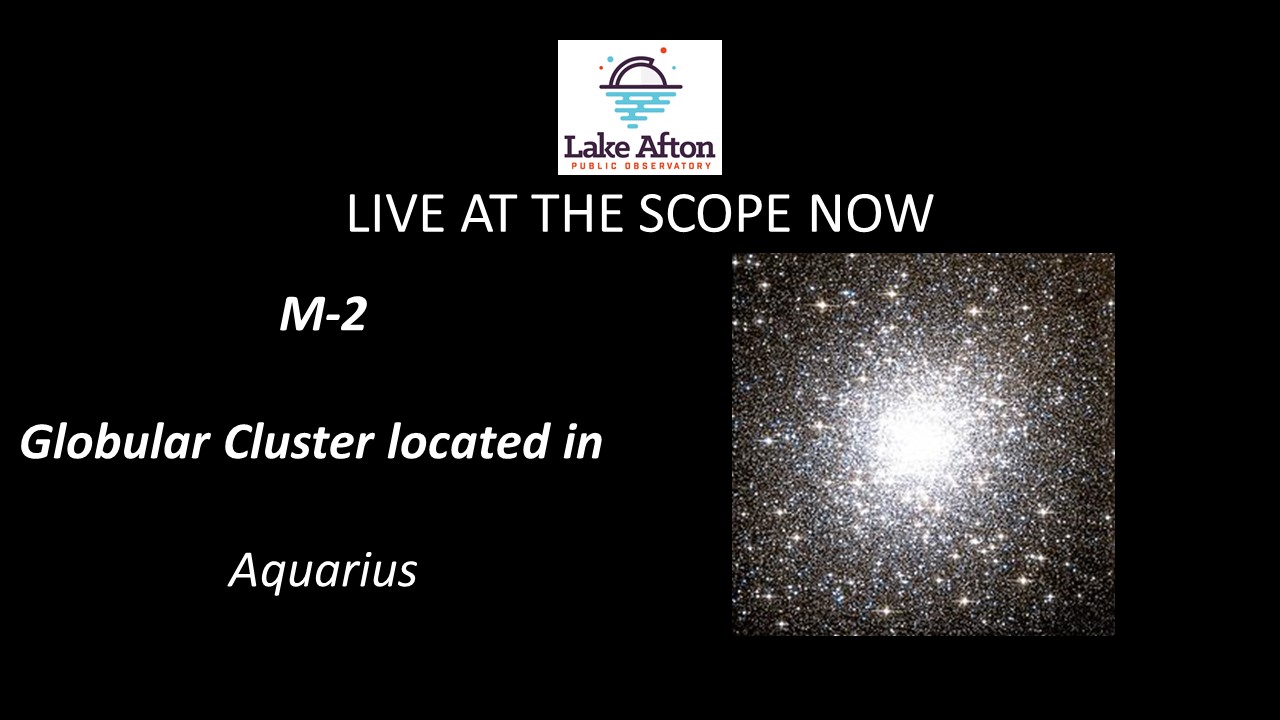 Lake Afton
PUBLIC OBSERVATORY
LIVE AT THE SCOPE NOW
M-2
Globular Cluster located in
Aquarius